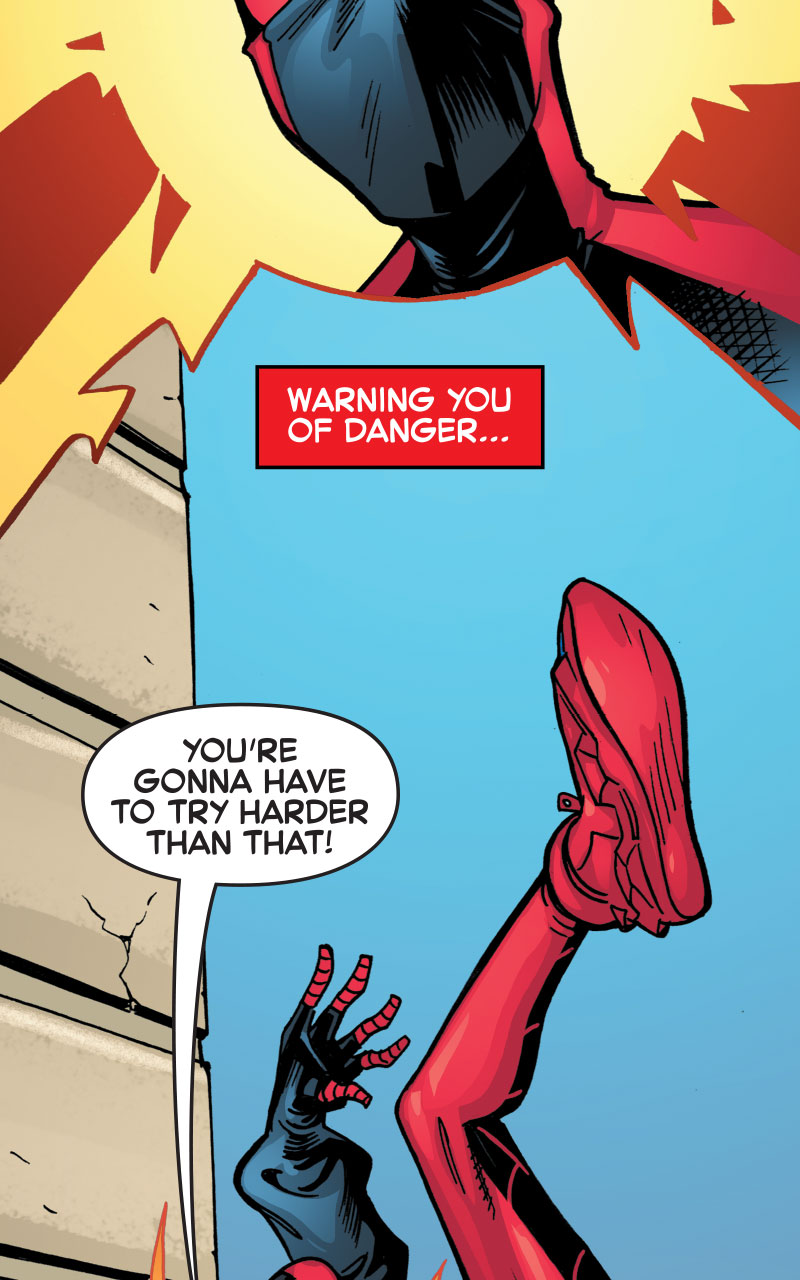 WARNING YOU
OF DANGER...
YOU'RE
GONNA HAVE
TO TRY HARDER
THAN THAT!